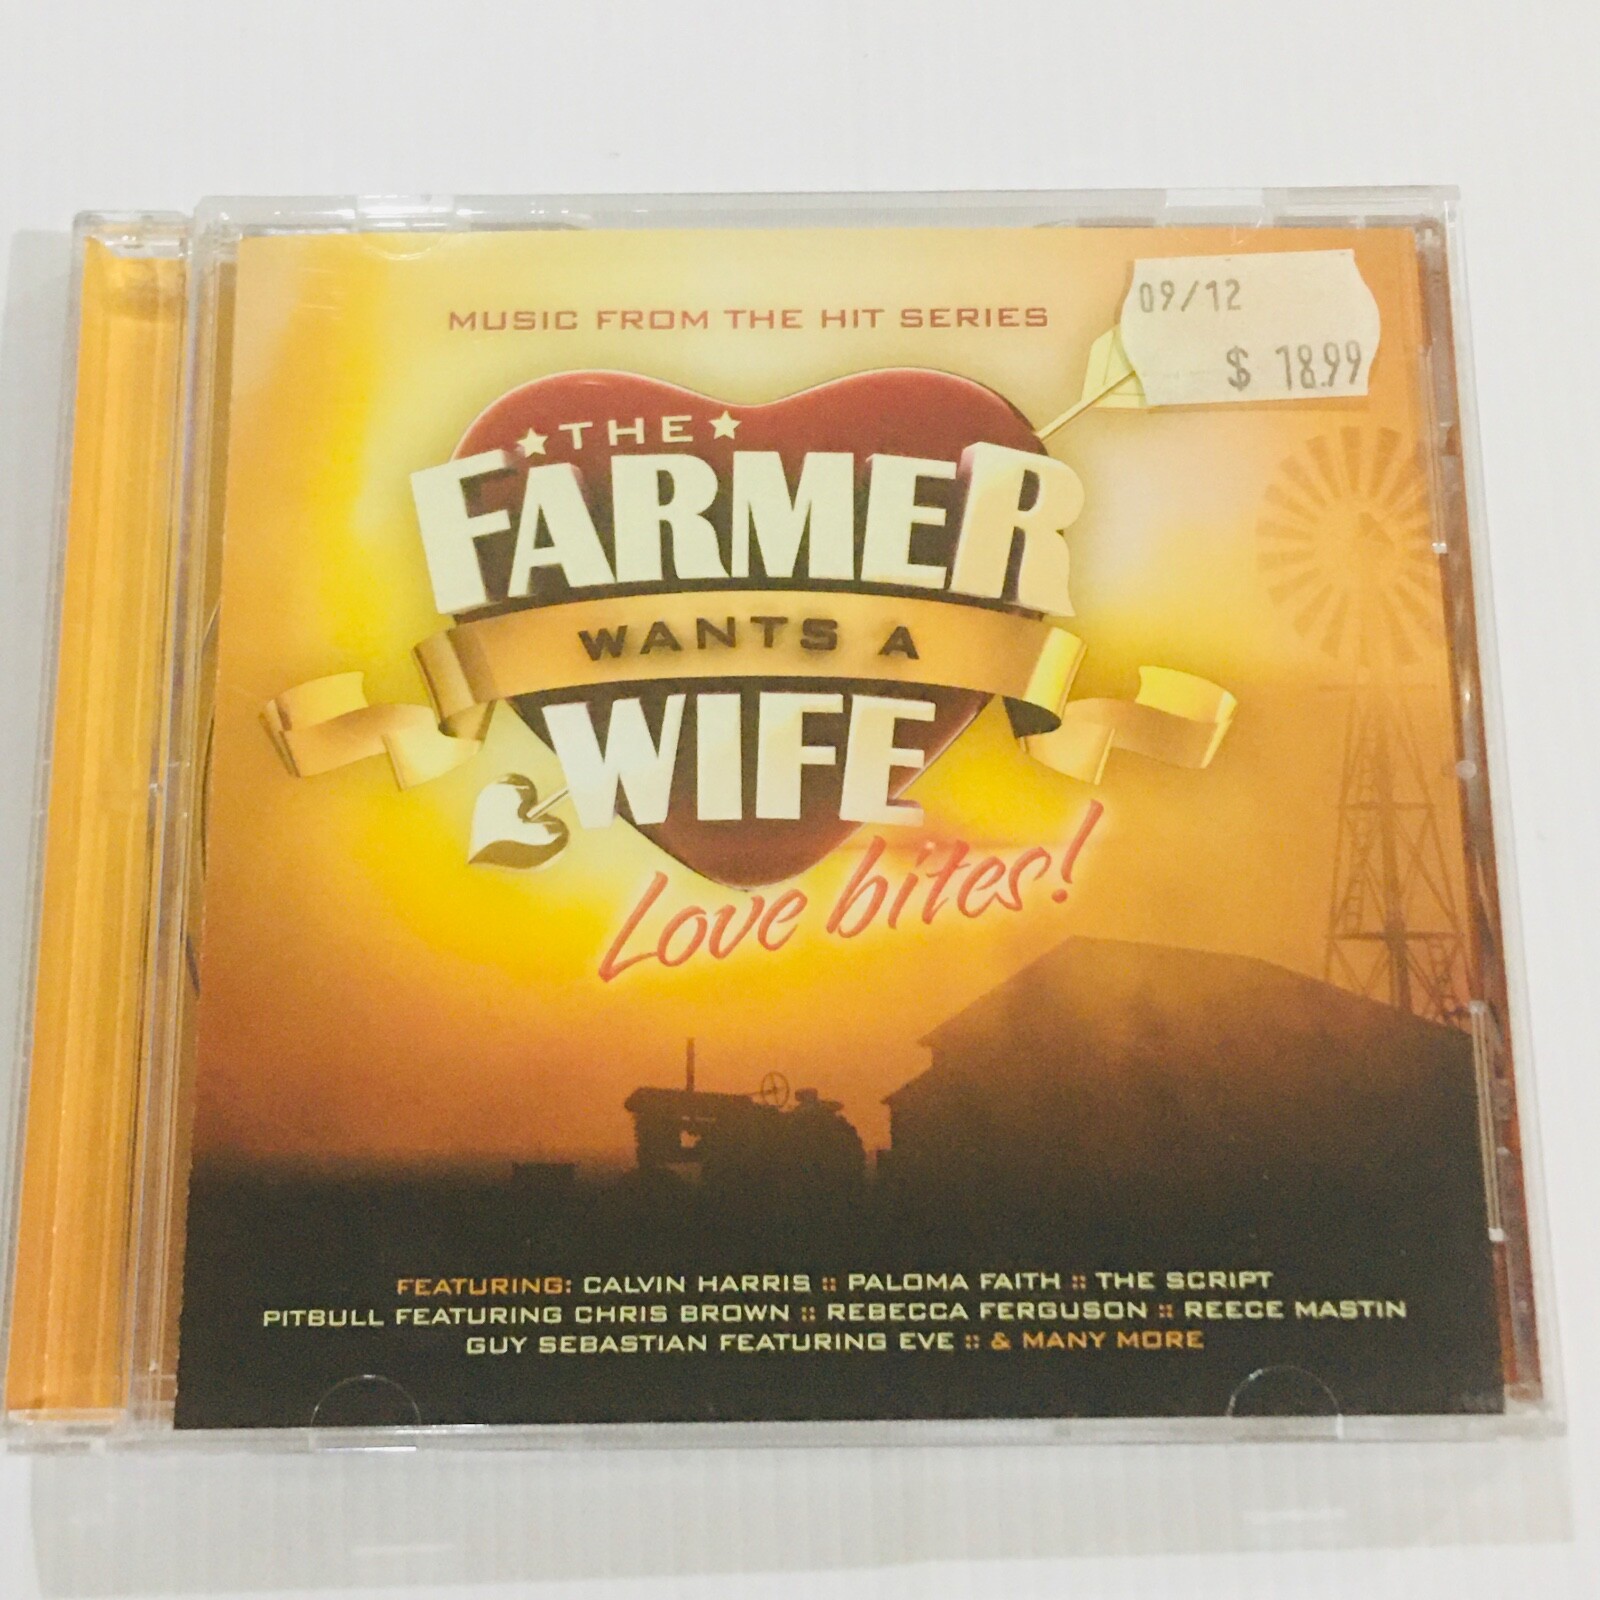 MUSIC FROM THE HIT SERIES
09/12
$ 18.99
THE
FARMER
WANTS A
WIFE
Love bites!
FEATURING: CALVIN HARRIS :: PALOMA FAITH :: THE SCRIPT
PITBULL FEATURING CHRIS BROWN :: REBECCA FERGUSON :: REECE MASTIN
GUY SEBASTIAN FEATURING EVE :: & MANY MORE